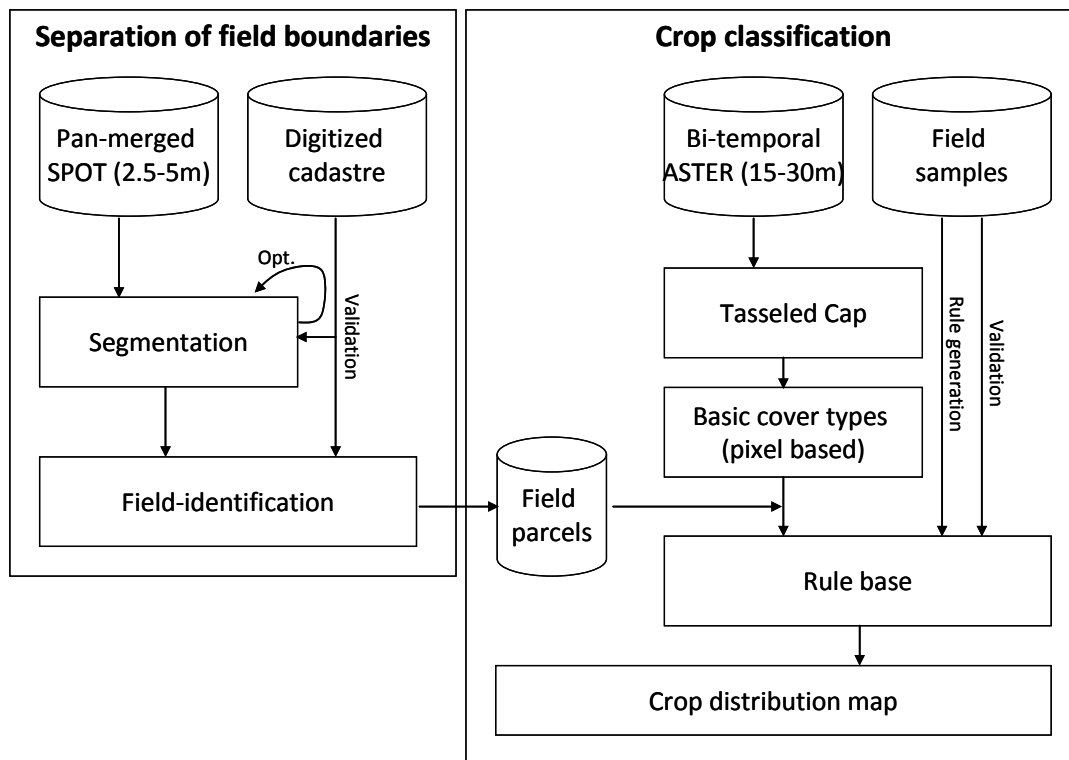 Separation of field boundaries
Pan-merged
SPOT (2.5-5m)
Digitized
cadastre
Opt.
Validation
Segmentation
Field-identification
Crop classification
Bi-temporal
ASTER (15-30m)
Field
samples
Tasseled Cap
Rule generation
Validation
Basic cover types
(pixel based)
Field
parcels
Rule base
Crop distribution map